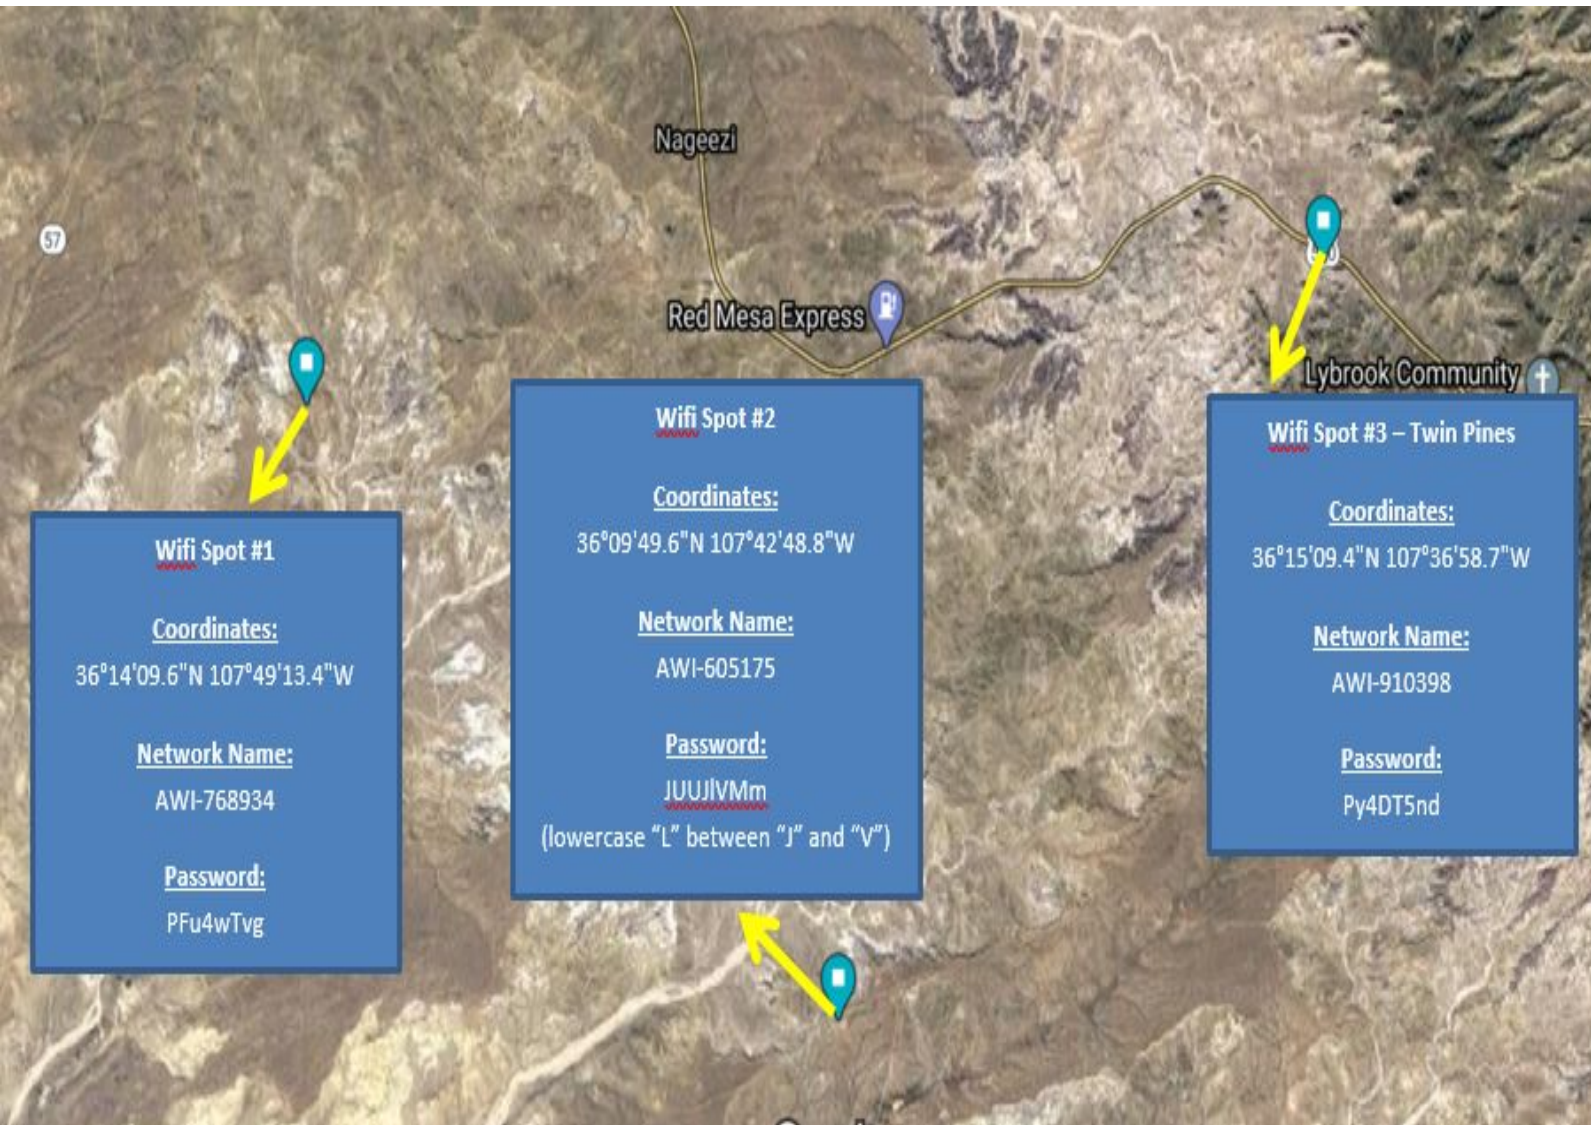 Nageezi
57
Red Mesa Express
Lybrook Community
Wifi Spot #1
Coordinates:
36°14'09.6"N 107°49'13.4"W
Network Name:
AWI-768934
Password:
PFu4wTvg
Wifi Spot #2
Coordinates:
36°09'49.6"N 107°42'48.8"W
Network Name:
AWI-605175
Password:
JUUJlVMm
(lowercase “L” between “J” and “V”)
Wifi Spot #3 – Twin Pines
Coordinates:
36°15'09.4"N 107°36'58.7"W
Network Name:
AWI-910398
Password:
Py4DT5nd